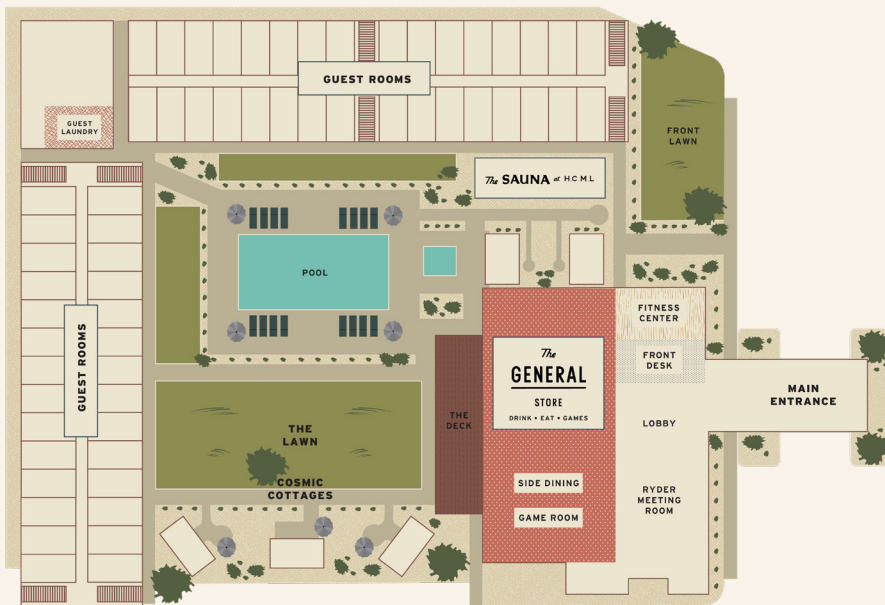 GUEST ROOMS
GUEST
LAUNDRY
FRONT
LAWN
The SAUNA at H.C.M.L
POOL
FITNESS
CENTER
FRONT
DESK
The
GENERAL
STORE
DRINK • EAT • GAMES
MAIN
ENTRANCE
GUEST ROOMS
THE
DECK
LOBBY
THE
LAWN
COSMIC
COTTAGES
SIDE DINING
RYDER
MEETING
ROOM
GAME ROOM